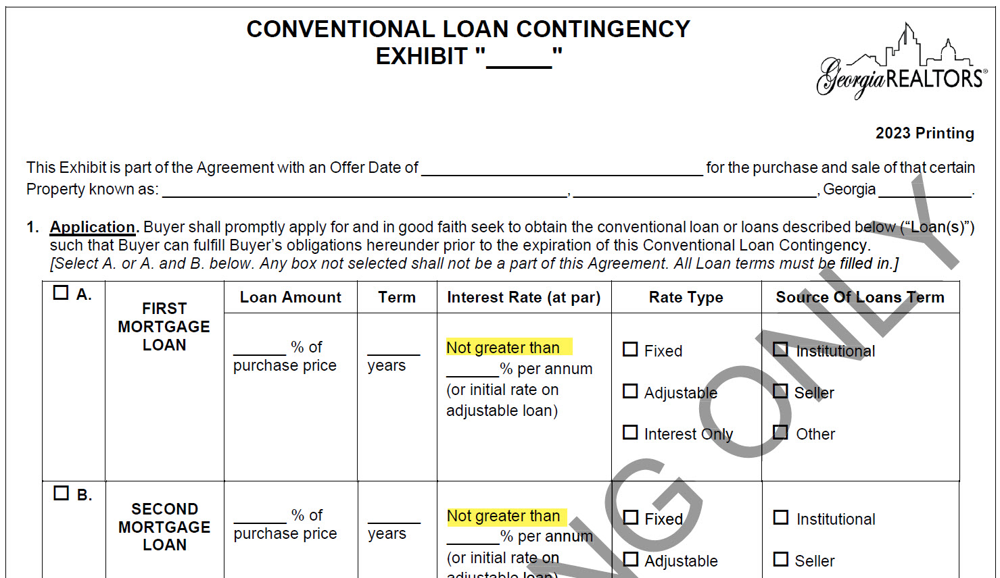 CONVENTIONAL LOAN CONTINGENCY
EXHIBIT "_____"
Georgia REALTORS®
2023 Printing
This Exhibit is part of the Agreement with an Offer Date of ______________________________ for the purchase and sale of that certain
Property known as: ______________________________, ____________________, Georgia __________.
1. Application. Buyer shall promptly apply for and in good faith seek to obtain the conventional loan or loans described below (“Loan(s)”)
such that Buyer can fulfill Buyer’s obligations hereunder prior to the expiration of this Conventional Loan Contingency.
[Select A. or A. and B. below. Any box not selected shall not be a part of this Agreement. All Loan terms must be filled in.]
☐ A.
FIRST
MORTGAGE
LOAN
Loan Amount
______ % of
purchase price
Term
______
years
Interest Rate (at par)
Not greater than
______% per annum
(or initial rate on
adjustable loan)
Rate Type
☐ Fixed
☐ Adjustable
☐ Interest Only
Source Of Loans Term
☐ Institutional
☐ Seller
☐ Other
☐ B.
SECOND
MORTGAGE
LOAN
______ % of
purchase price
______
years
Not greater than
______% per annum
(or initial rate on
adjustable loan)
☐ Fixed
☐ Adjustable
☐ Institutional
☐ Seller
NG ONLY